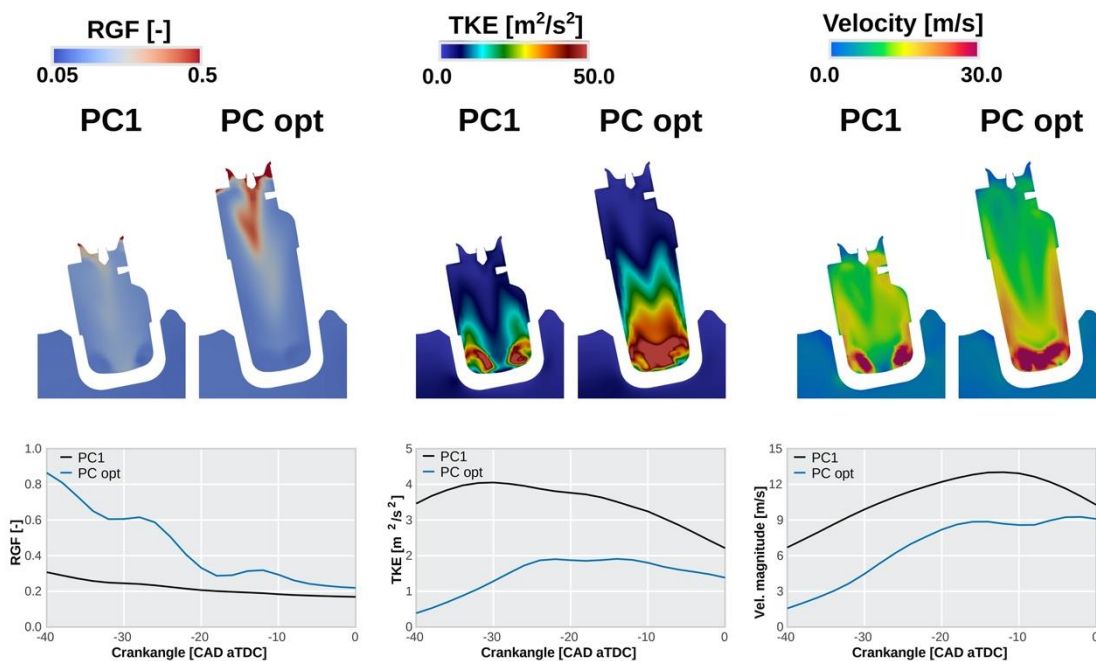 RGF [-]
0.05 0.5
TKE [m²/s²]
0.0 50.0
Velocity [m/s]
0.0 30.0
PC1 PC opt
PC1 PC opt
PC1 PC opt
1.0
0.8
0.6
0.4
0.2
0.0
RGF [-]
PC1
PC opt
-40 -30 -20 -10 0
Crankangle [CAD aTDC]
5
4
3
2
1
0
TKE [m ²/s ²]
PC1
PC opt
-40 -30 -20 -10 0
Crankangle [CAD aTDC]
15
12
9
6
3
0
Vel. magnitude [m/s]
PC1
PC opt
-40 -30 -20 -10 0
Crankangle [CAD aTDC]